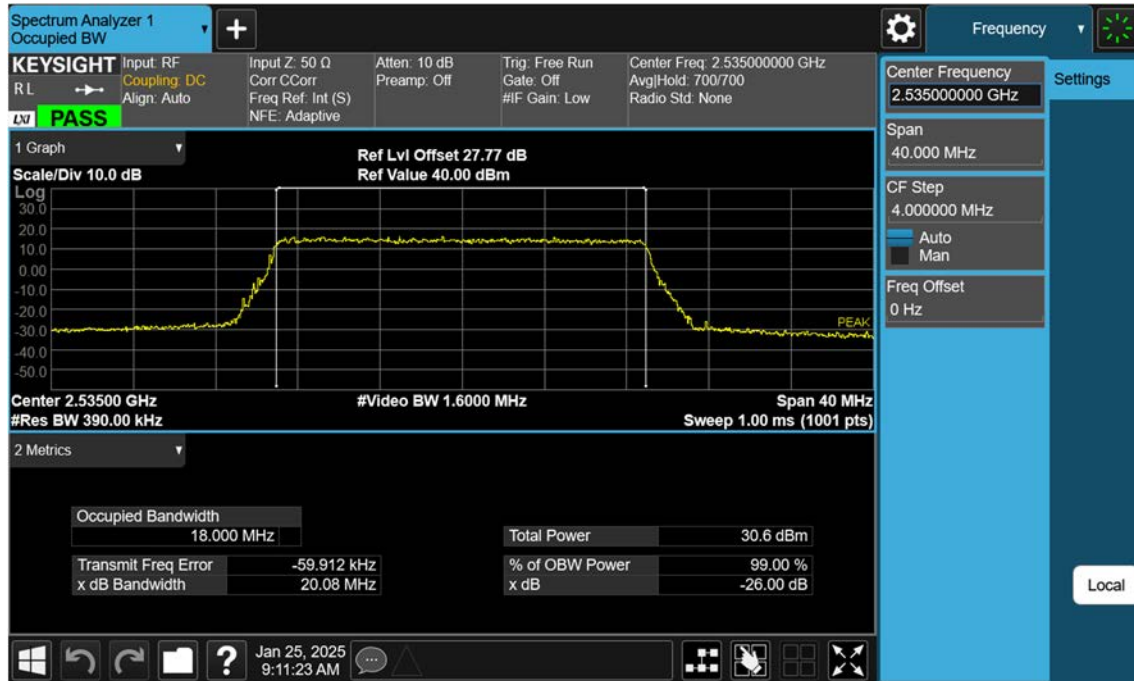 Spectrum Analyzer 1
Occupied BW
+
Frequency
KEYSIGHT
RL
LXI PASS
Input: RF
Coupling: DC
Align: Auto
Input Z: 50 Ω
Corr CCorr
Freq Ref: Int (S)
NFE: Adaptive
Atten: 10 dB
Preamp: Off
Trig: Free Run
Gate: Off
#IF Gain: Low
Center Freq: 2.535000000 GHz
Avg|Hold: 700/700
Radio Std: None
Center Frequency
2.535000000 GHz
Settings
Span
40.000 MHz
CF Step
4.000000 MHz
Auto
Man
Freq Offset
0 Hz
Local
1 Graph
Ref Lvl Offset 27.77 dB
Scale/Div 10.0 dB
Ref Value 40.00 dBm
Log
30.0
20.0
10.0
0.00
-10.0
-20.0
-30.0
-40.0
-50.0
PEAK
Center 2.53500 GHz
#Video BW 1.6000 MHz
Span 40 MHz
#Res BW 390.00 kHz
Sweep 1.00 ms (1001 pts)
2 Metrics
Occupied Bandwidth
18.000 MHz
Total Power 30.6 dBm
Transmit Freq Error -59.912 kHz
% of OBW Power 99.00 %
x dB Bandwidth 20.08 MHz
x dB -26.00 dB
?
Jan 25, 2025
9:11:23 AM